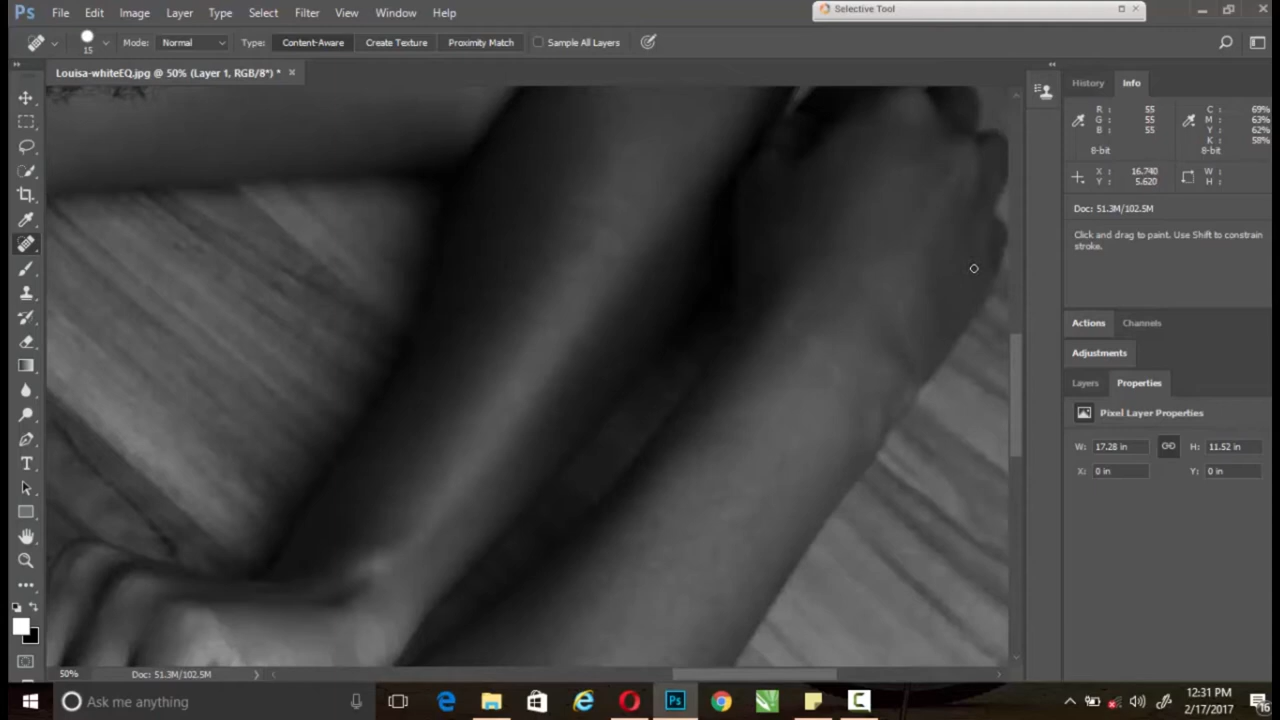 Ps File Edit Image Layer Type Select Filter View Window Help
Selective Tool
15 Mode: Normal Type: Content-Aware Create Texture Proximity Match Sample All Layers
Louisa-whiteEQ.jpg @ 50% (Layer 1, RGB/8*) *
History Info
R : 55 C : 69%
G : 55 M : 63%
B : 55 Y : 62%
K : 58%
8-bit 8-bit
X : 16.740 W :
Y : 5.620 H :
Doc: 51.3M/102.5M
Click and drag to paint. Use Shift to constrain
stroke.
Actions Channels
Adjustments
Layers Properties
Pixel Layer Properties
W: 17.28 in H: 11.52 in
X: 0 in Y: 0 in
T
50% Doc: 51.3M/102.5M
Ask me anything
Ps
12:31 PM
2/17/2017
16